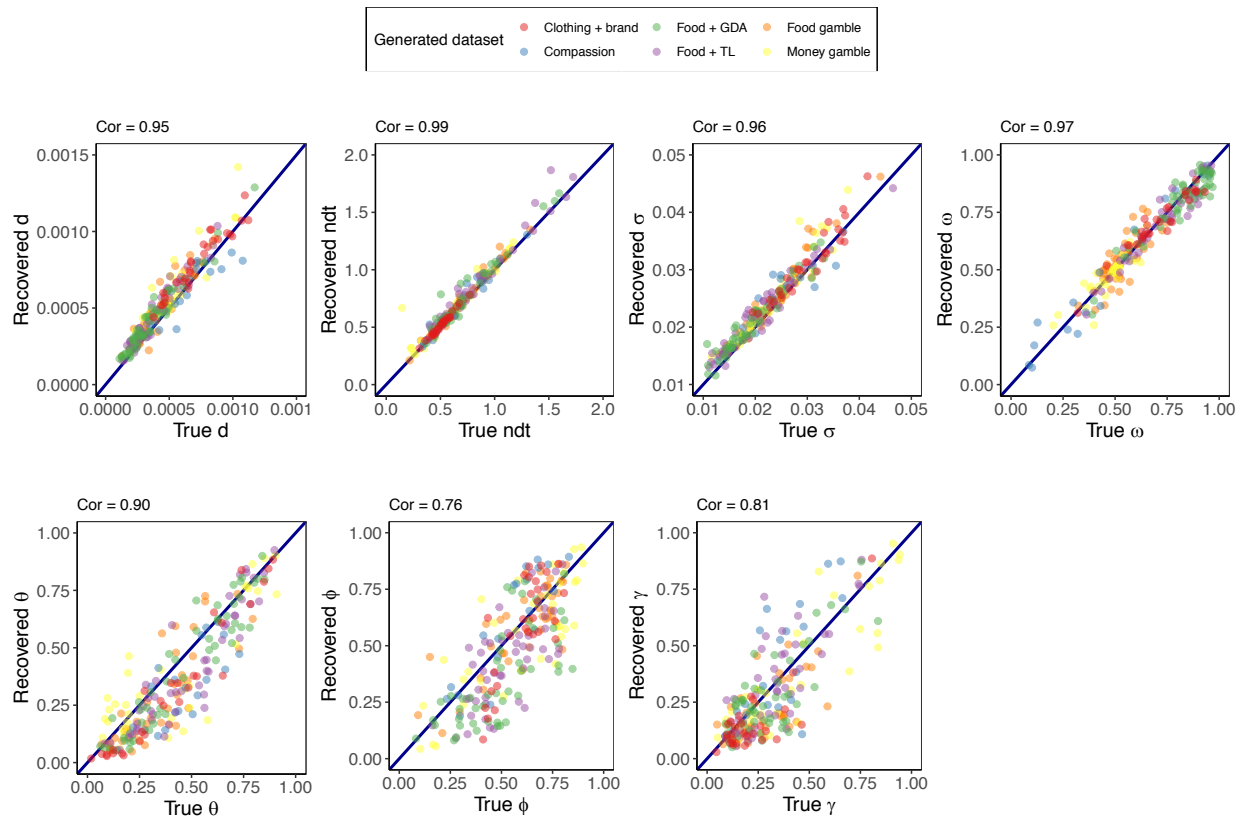 Generated dataset
Clothing + brand
Food + GDA
Food gamble
Compassion
Food + TL
Money gamble
Cor = 0.95
Cor = 0.99
Cor = 0.96
Cor = 0.97
Recovered d
0.0015
0.0010
0.0005
0.0000
0.0000 0.0005 0.0010 0.001
True d
Recovered ndt
2.0
1.5
1.0
0.5
0.0
0.0 0.5 1.0 1.5 2.0
True ndt
Recovered σ
0.05
0.04
0.03
0.02
0.01
0.01 0.02 0.03 0.04 0.05
True σ
Recovered ω
1.00
0.75
0.50
0.25
0.00
0.00 0.25 0.50 0.75 1.00
True ω
Cor = 0.90
Cor = 0.76
Cor = 0.81
Recovered θ
1.00
0.75
0.50
0.25
0.00
0.00 0.25 0.50 0.75 1.00
True θ
Recovered ϕ
1.00
0.75
0.50
0.25
0.00
0.00 0.25 0.50 0.75 1.00
True ϕ
Recovered γ
1.00
0.75
0.50
0.25
0.00
0.00 0.25 0.50 0.75 1.00
True γ